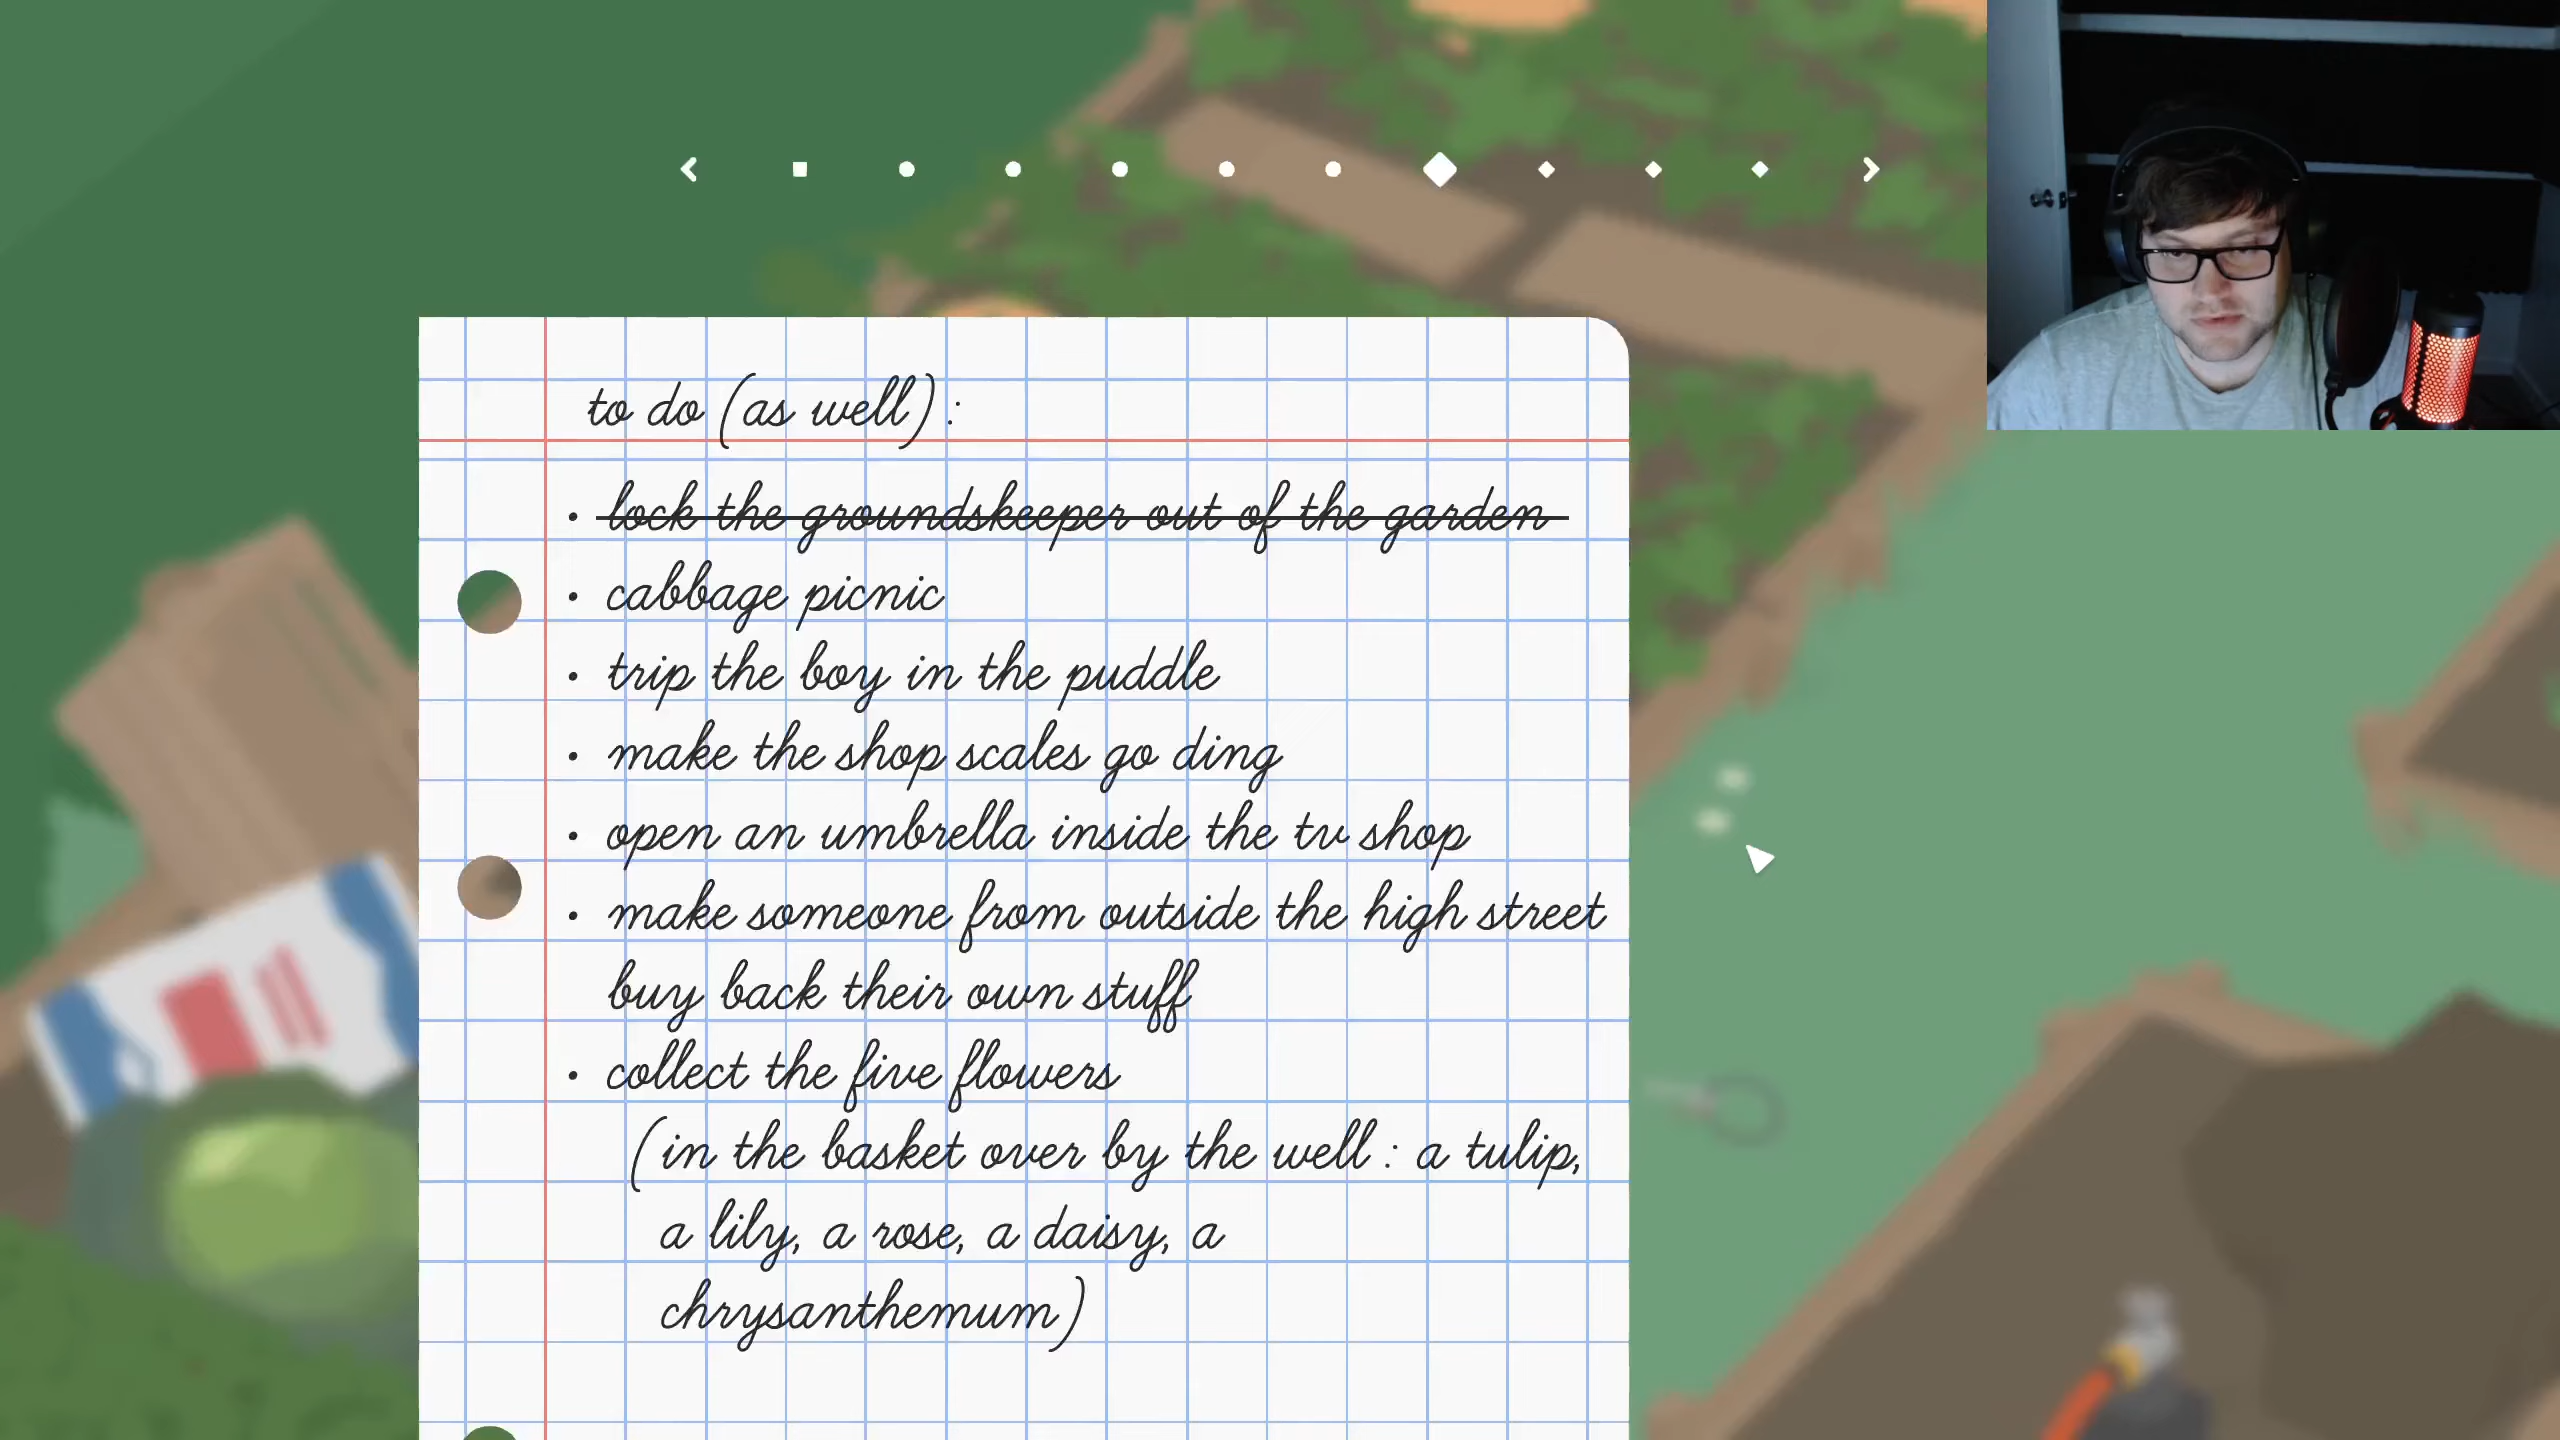 to do (as well) :
• lock the groundskeeper out of the garden
• cabbage picnic
• trip the boy in the puddle
• make the shop scales go ding
• open an umbrella inside the tv shop
• make someone from outside the high street
buy back their own stuff
• collect the five flowers
(in the basket over by the well : a tulip,
a lily, a rose, a daisy, a
chrysanthemum)